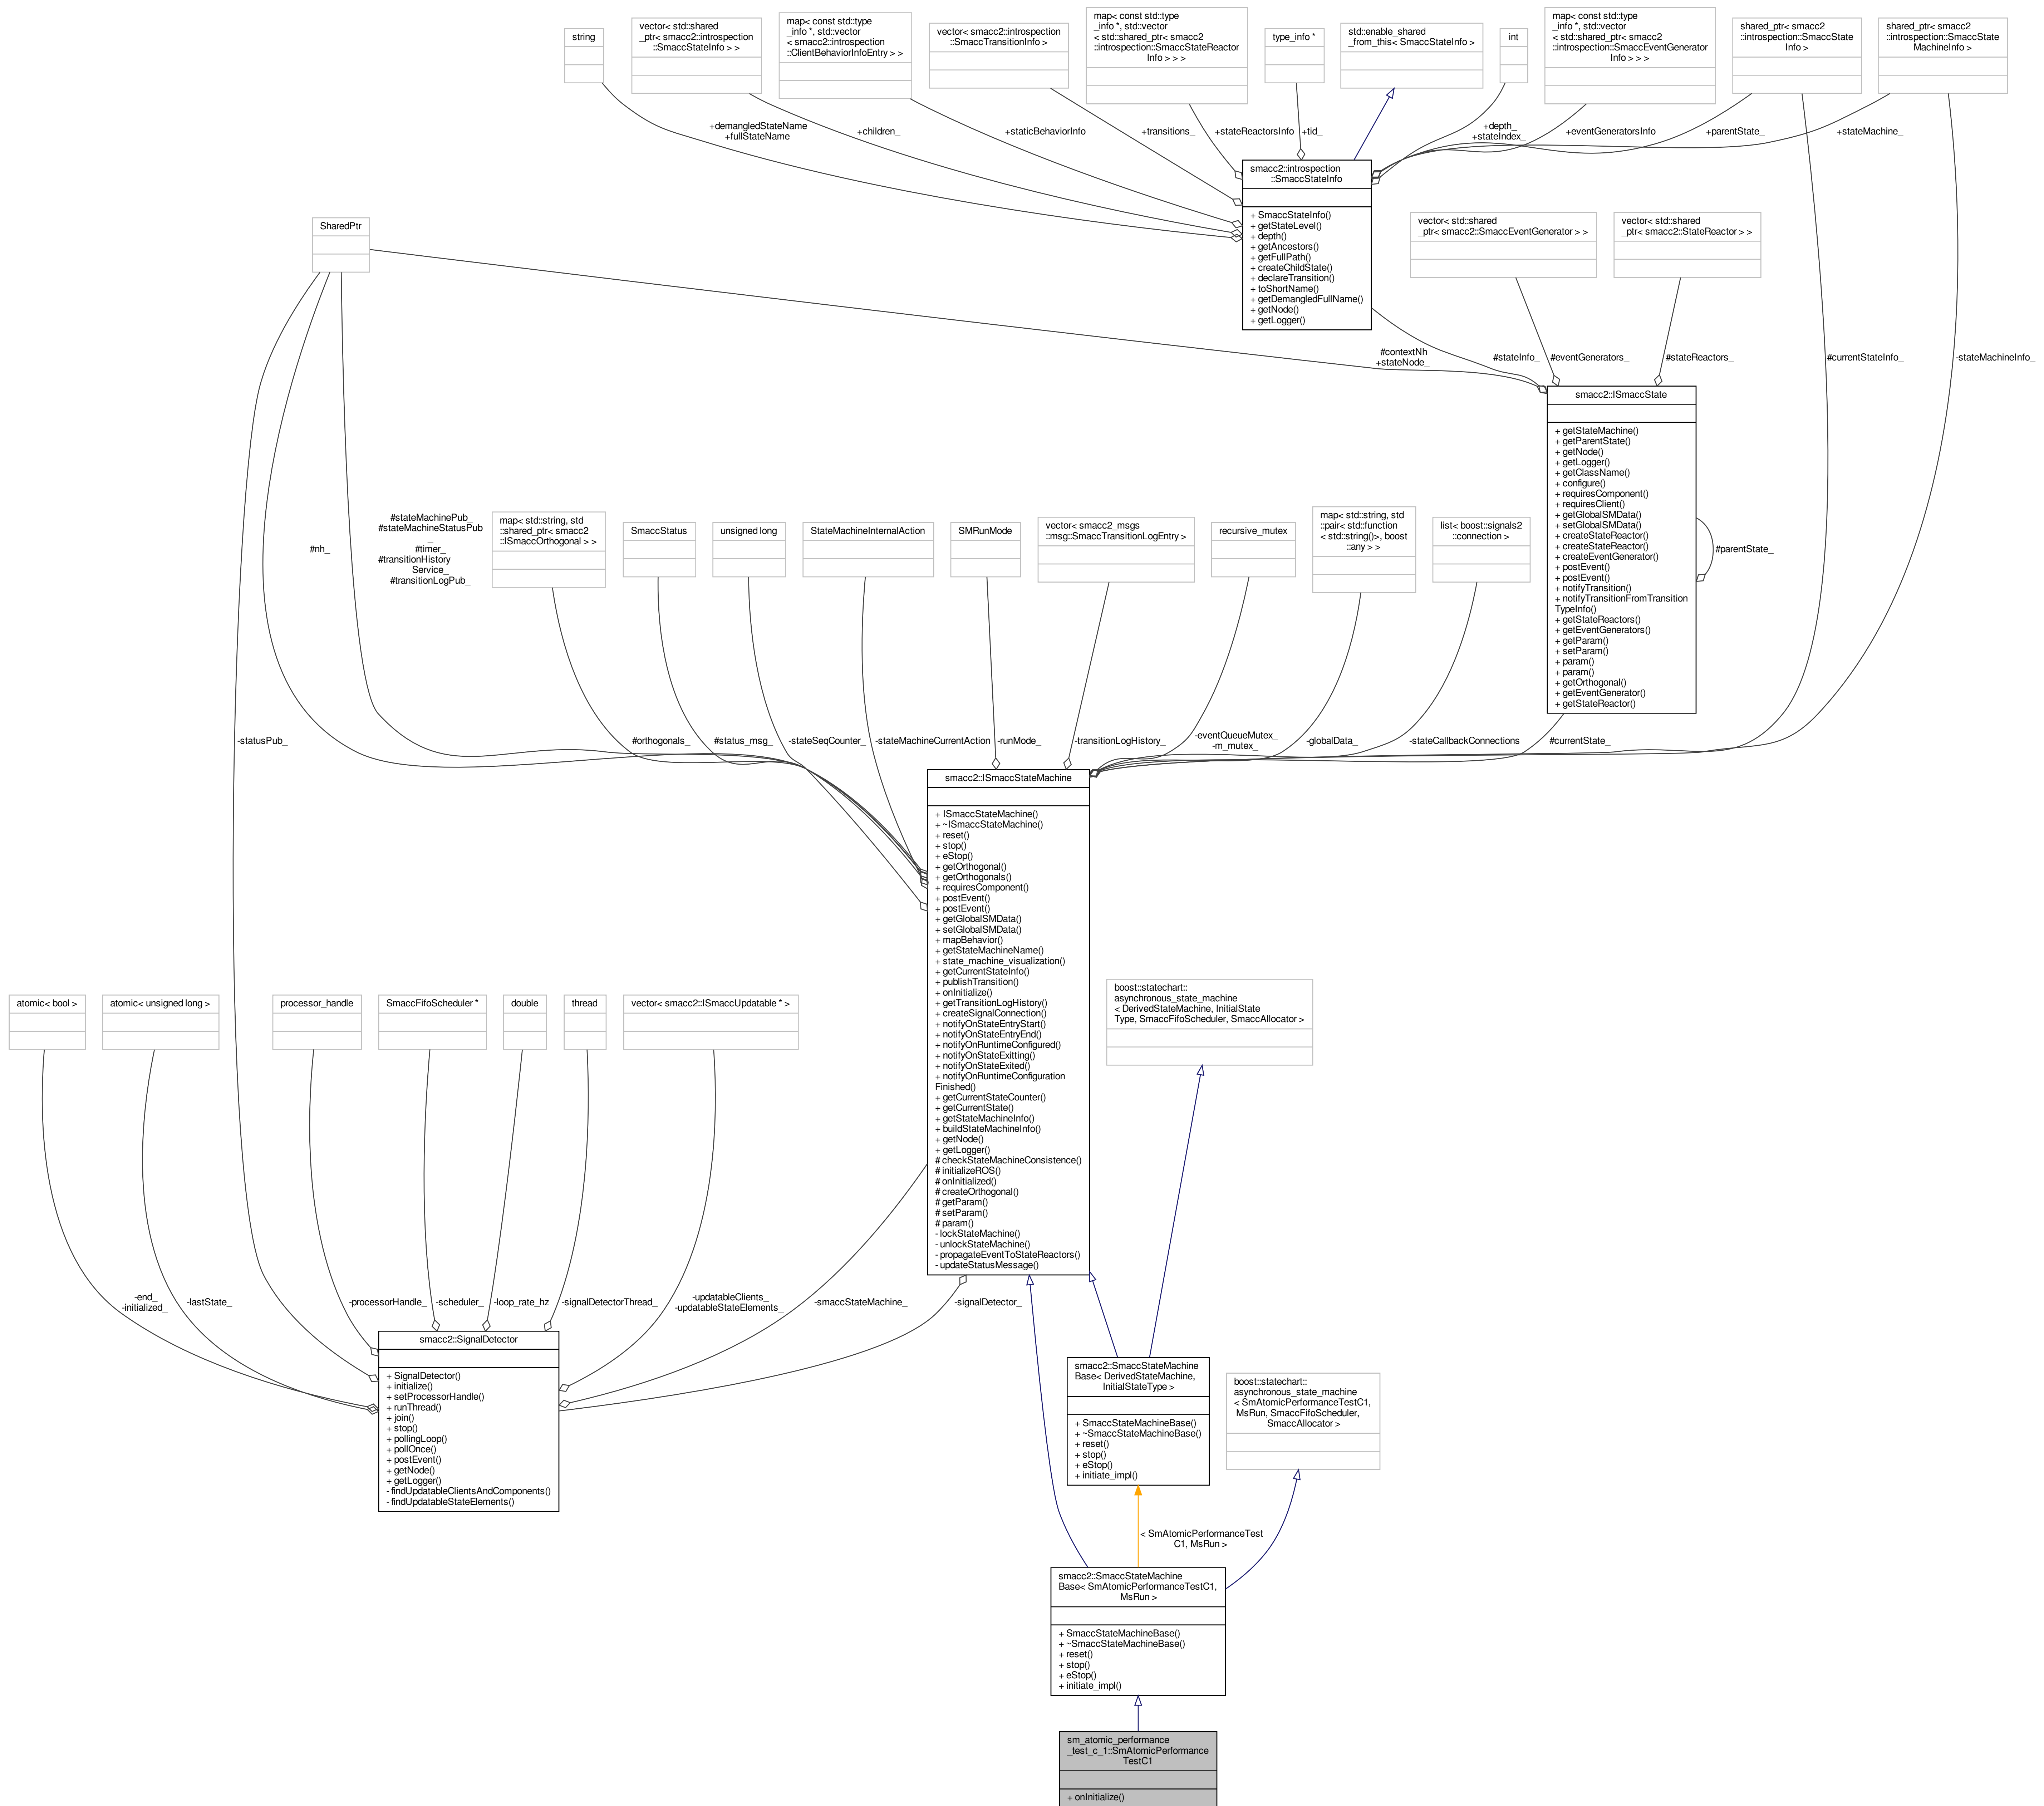 string
vector< std::shared
_ptr< smacc2::introspection
::SmaccStateInfo > >
map< const std::type
_info *, std::vector
< smacc2::introspection
::ClientBehaviorInfoEntry > >
vector< smacc2::introspection
::SmaccTransitionInfo >
map< const std::type
_info *, std::vector
< std::shared_ptr< smacc2
::introspection::SmaccStateReactor
Info > > >
type_info *
std::enable_shared
_from_this< SmaccStateInfo >
int
map< const std::type
_info *, std::vector
< std::shared_ptr< smacc2
::introspection::SmaccEventGenerator
Info > > >
shared_ptr< smacc2
::introspection::SmaccState
Info >
shared_ptr< smacc2
::introspection::SmaccState
MachineInfo >
+demangledStateName
+fullStateName
+children_
+staticBehaviorInfo
+transitions_
+stateReactorsInfo
+tid_
+depth_
+stateIndex_
+eventGeneratorsInfo
+parentState_
+stateMachine_
smacc2::introspection
::SmaccStateInfo
+ SmaccStateInfo()
+ getStateLevel()
+ depth()
+ getAncestors()
+ getFullPath()
+ createChildState()
+ declareTransition()
+ toShortName()
+ getDemangledFullName()
+ getNode()
+ getLogger()
SharedPtr
vector< std::shared
_ptr< smacc2::SmaccEventGenerator > >
vector< std::shared
_ptr< smacc2::StateReactor > >
#contextNh
+stateNode_
#stateInfo_
#eventGenerators_
#stateReactors_
#currentStateInfo_
-stateMachineInfo_
smacc2::ISmaccState
+ getStateMachine()
+ getParentState()
+ getNode()
+ getLogger()
+ getClassName()
+ configure()
+ requiresComponent()
+ requiresClient()
+ getGlobalSMData()
+ setGlobalSMData()
+ createStateReactor()
+ createStateReactor()
+ createEventGenerator()
+ postEvent()
+ postEvent()
+ notifyTransition()
+ notifyTransitionFromTransition
TypeInfo()
+ getStateReactors()
+ getEventGenerators()
+ getParam()
+ setParam()
+ param()
+ param()
+ getOrthogonal()
+ getEventGenerator()
+ getStateReactor()
#parentState_
#nh_
#stateMachinePub_
#stateMachineStatusPub
_
#timer_
#transitionHistory
Service_
#transitionLogPub_
map< std::string, std
::shared_ptr< smacc2
::ISmaccOrthogonal > >
SmaccStatus
unsigned long
StateMachineInternalAction
SMRunMode
vector< smacc2_msgs
::msg::SmaccTransitionLogEntry >
recursive_mutex
map< std::string, std
::pair< std::function
< std::string()>, boost
::any > >
list< boost::signals2
::connection >
-statusPub_
#orthogonals_
#status_msg_
-stateSeqCounter_
-stateMachineCurrentAction
-runMode_
-transitionLogHistory_
-eventQueueMutex_
-m_mutex_
-globalData_
-stateCallbackConnections
#currentState_
smacc2::ISmaccStateMachine
+ ISmaccStateMachine()
+ ~ISmaccStateMachine()
+ reset()
+ stop()
+ eStop()
+ getOrthogonal()
+ getOrthogonals()
+ requiresComponent()
+ postEvent()
+ postEvent()
+ getGlobalSMData()
+ setGlobalSMData()
+ mapBehavior()
+ getStateMachineName()
+ state_machine_visualization()
+ getCurrentStateInfo()
+ publishTransition()
+ onInitialize()
+ getTransitionLogHistory()
+ createSignalConnection()
+ notifyOnStateEntryStart()
+ notifyOnStateEntryEnd()
+ notifyOnRuntimeConfigured()
+ notifyOnStateExitting()
+ notifyOnStateExited()
+ notifyOnRuntimeConfiguration
Finished()
+ getCurrentStateCounter()
+ getCurrentState()
+ getStateMachineInfo()
+ buildStateMachineInfo()
+ getNode()
+ getLogger()
# checkStateMachineConsistence()
# initializeROS()
# onInitialized()
# createOrthogonal()
# getParam()
# setParam()
# param()
- lockStateMachine()
- unlockStateMachine()
- propagateEventToStateReactors()
- updateStatusMessage()
atomic< bool >
atomic< unsigned long >
processor_handle
SmaccFifoScheduler *
double
thread
vector< smacc2::ISmaccUpdatable * >
boost::statechart::
asynchronous_state_machine
< DerivedStateMachine, InitialState
Type, SmaccFifoScheduler, SmaccAllocator >
-end_
-initialized_
-lastState_
-processorHandle_
-scheduler_
-loop_rate_hz
-signalDetectorThread_
-updatableClients_
-updatableStateElements_
-smaccStateMachine_
-signalDetector_
smacc2::SignalDetector
+ SignalDetector()
+ initialize()
+ setProcessorHandle()
+ runThread()
+ join()
+ stop()
+ pollingLoop()
+ pollOnce()
+ postEvent()
+ getNode()
+ getLogger()
- findUpdatableClientsAndComponents()
- findUpdatableStateElements()
smacc2::SmaccStateMachine
Base< DerivedStateMachine,
InitialStateType >
+ SmaccStateMachineBase()
+ ~SmaccStateMachineBase()
+ reset()
+ stop()
+ eStop()
+ initiate_impl()
boost::statechart::
asynchronous_state_machine
< SmAtomicPerformanceTestC1,
MsRun, SmaccFifoScheduler,
SmaccAllocator >
< SmAtomicPerformanceTest
C1, MsRun >
smacc2::SmaccStateMachine
Base< SmAtomicPerformanceTestC1,
MsRun >
+ SmaccStateMachineBase()
+ ~SmaccStateMachineBase()
+ reset()
+ stop()
+ eStop()
+ initiate_impl()
sm_atomic_performance
_test_c_1::SmAtomicPerformance
TestC1
+ onInitialize()